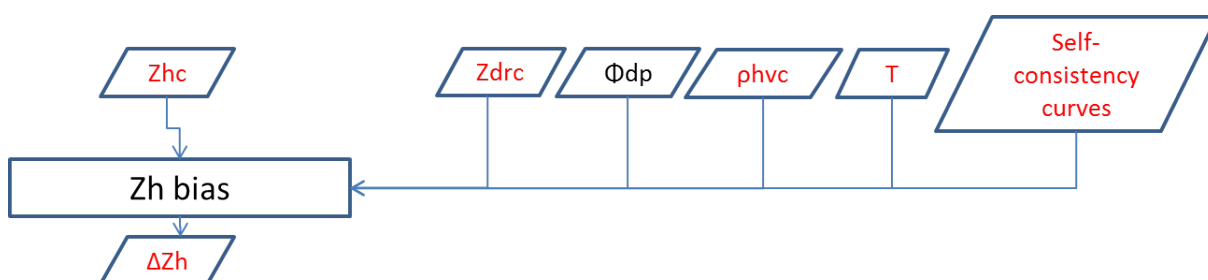 Zhc
Zdrc
Φdp
ρhvc
T
Self-
consistency
curves
Zh bias
ΔZh